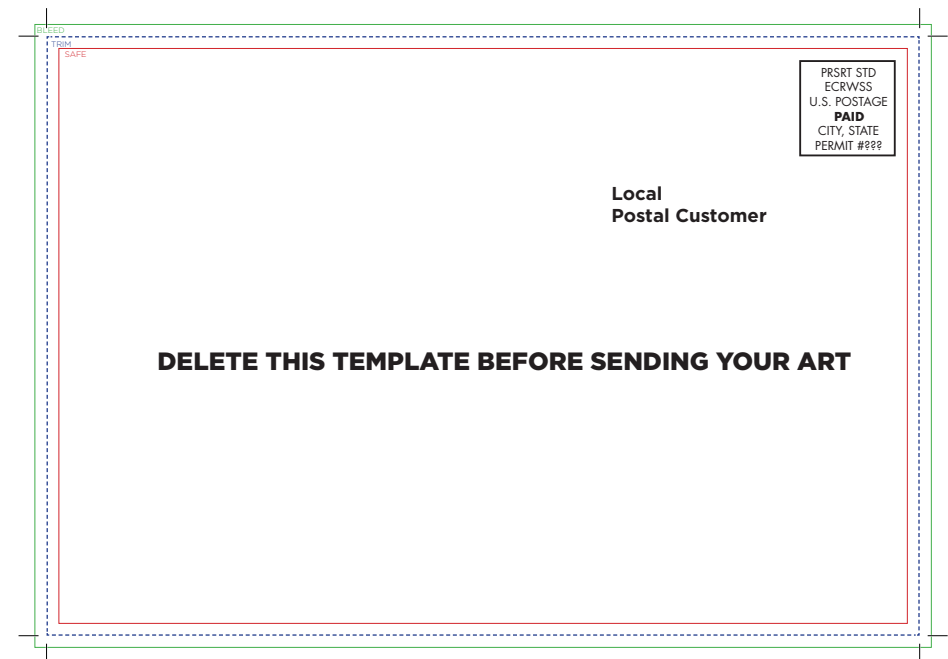 BLEED
TRIM
SAFE
PRSRT STD
ECRWSS
U.S. POSTAGE
PAID
CITY, STATE
PERMIT #???
Local
Postal Customer
DELETE THIS TEMPLATE BEFORE SENDING YOUR ART